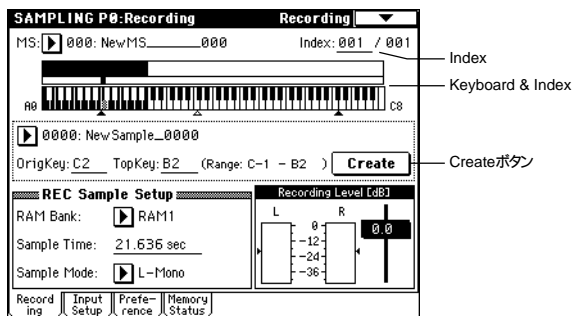 SAMPLING P0:Recording Recording
MS: 000: NewMS______000 Index: 001 / 001
Index
Keyboard & Index
A0 C8
0000: NewSample_0000
OrigKey: C2 TopKey: B2 (Range: C-1 - B2 ) Create
Createボタン
REC Sample Setup
RAM Bank: RAM1
Sample Time: 21.636 sec
Sample Mode: L-Mono
Recording Level [dB]
L R
0
-12
-24
-36
0.0
Record ing
Input Setup
Prefe- rence
Memory Status